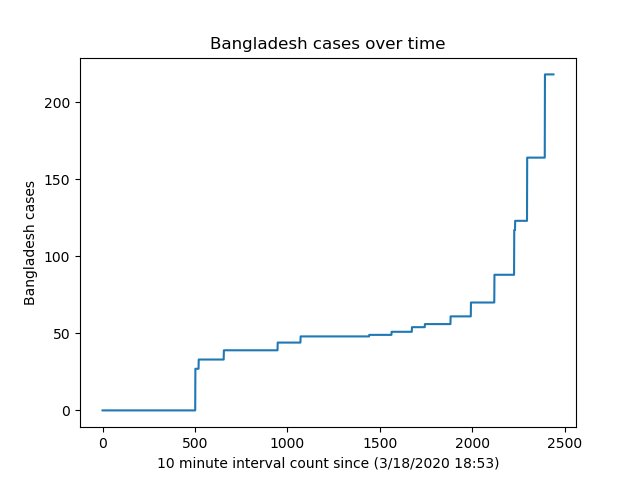 Bangladesh cases over time
200
150
100
50
0
Bangladesh cases
0 500 1000 1500 2000 2500
10 minute interval count since (3/18/2020 18:53)